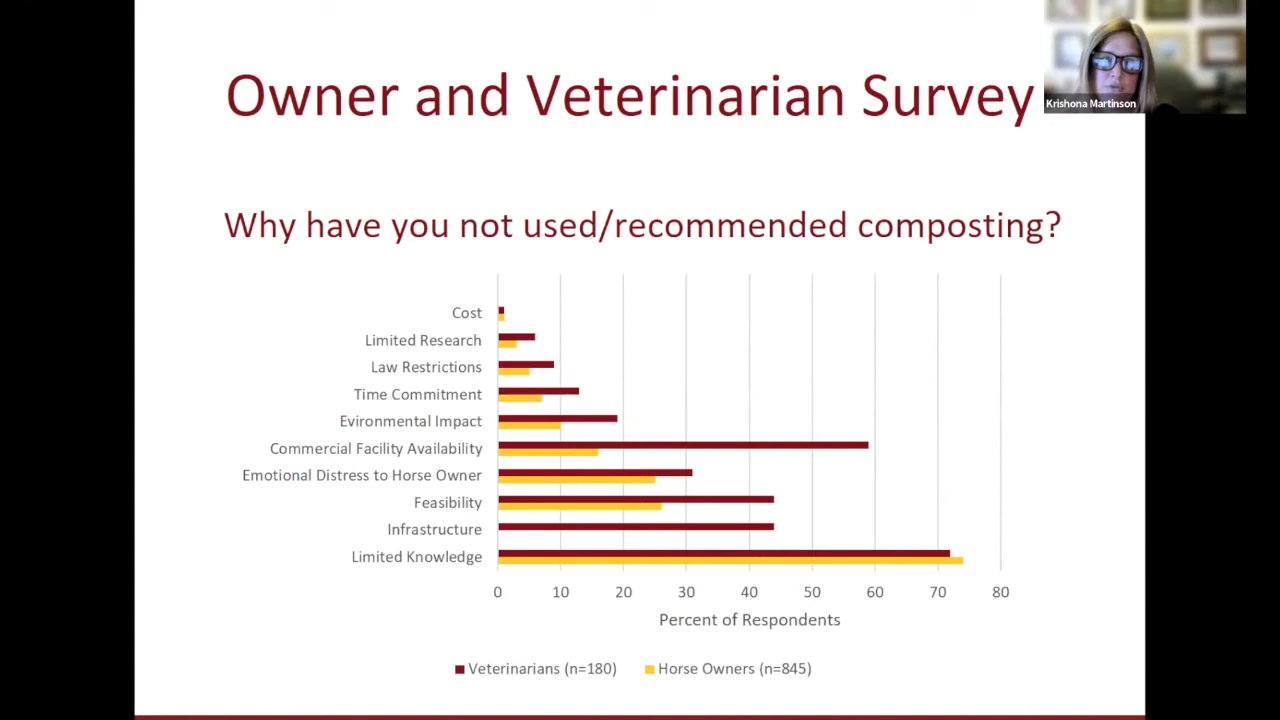 Owner and Veterinarian Survey
Krishona Martinson
Why have you not used/recommended composting?
Cost
Limited Research
Law Restrictions
Time Commitment
Evironmental Impact
Commercial Facility Availability
Emotional Distress to Horse Owner
Feasibility
Infrastructure
Limited Knowledge
0 10 20 30 40 50 60 70 80
Percent of Respondents
Veterinarians (n=180) Horse Owners (n=845)